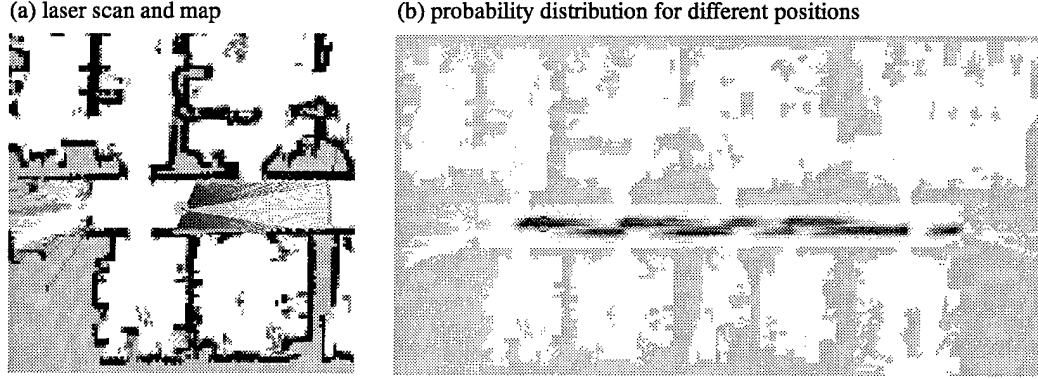 (a) laser scan and map
(b) probability distribution for different positions